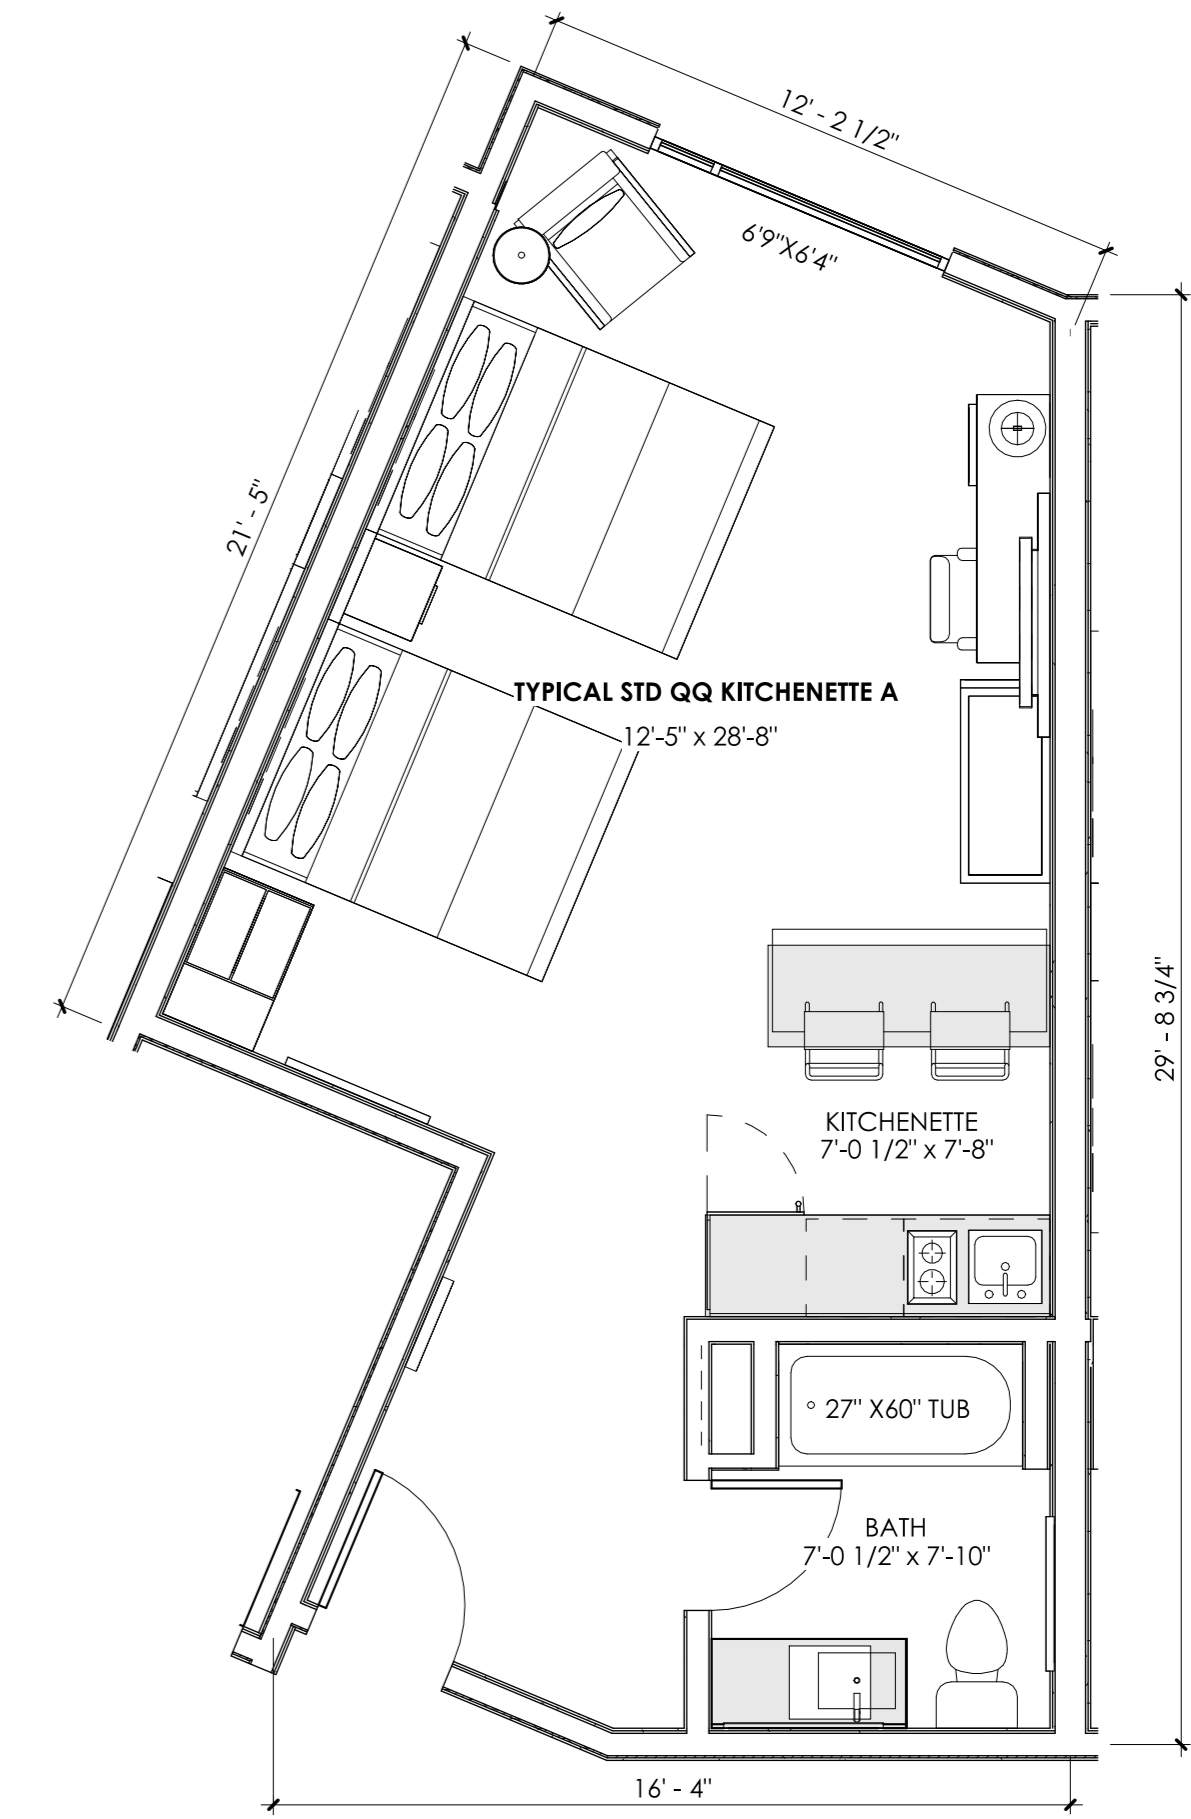 12' - 2 1/2"
6'9"X6'4"
21' - 5"
TYPICAL STD QQ KITCHENETTE A
12'-5" x 28'-8"
29' - 8 3/4"
KITCHENETTE
7'-0 1/2" x 7'-8"
27" X60" TUB
BATH
7'-0 1/2" x 7'-10"
16' - 4"